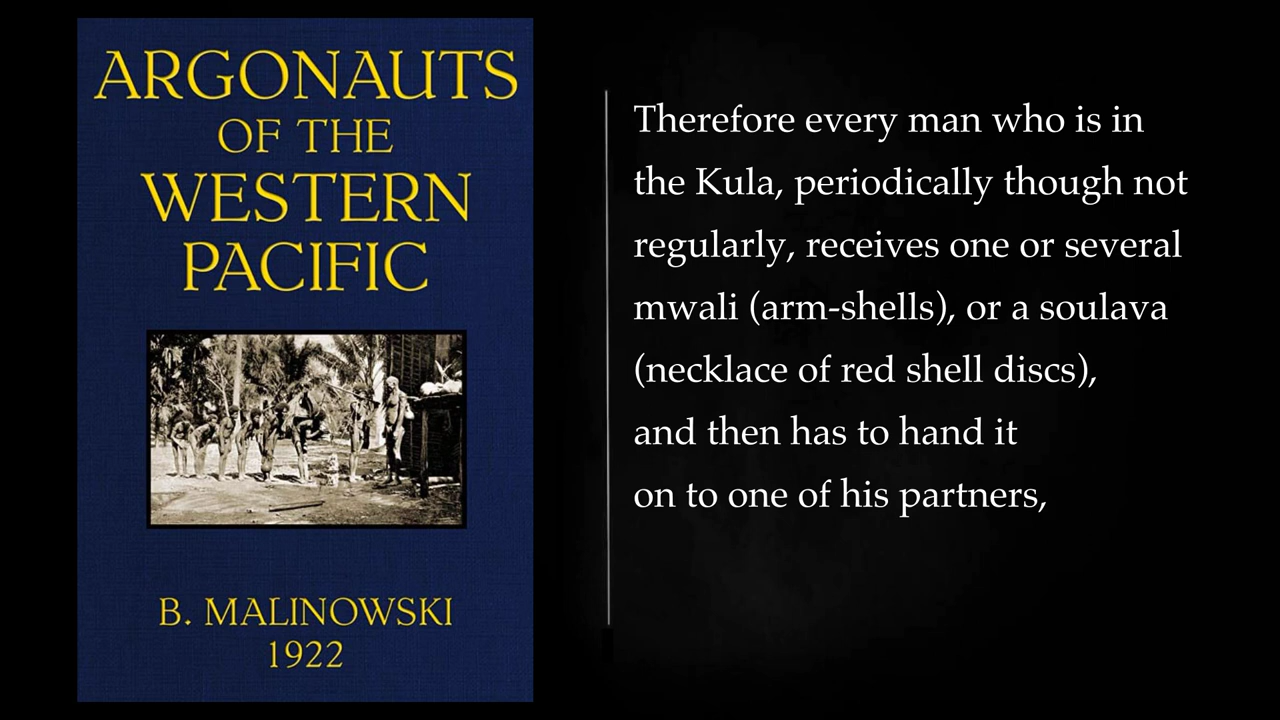 ARGONAUTS
OF THE
WESTERN
PACIFIC
B. MALINOWSKI
1922
Therefore every man who is in
the Kula, periodically though not
regularly, receives one or several
mwali (arm-shells), or a soulava
(necklace of red shell discs),
and then has to hand it
on to one of his partners,